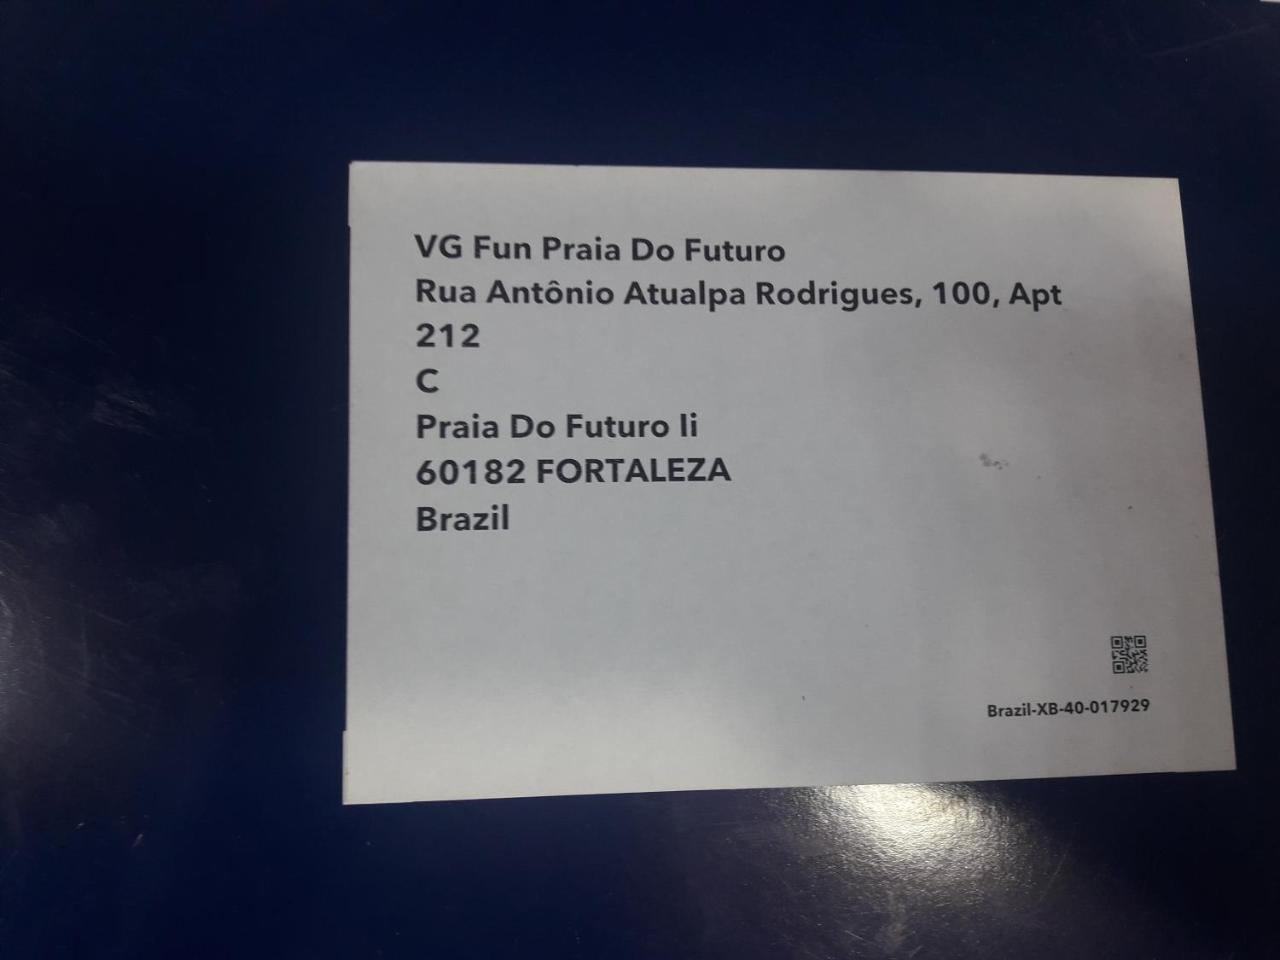 VG Fun Praia Do Futuro
Rua Antônio Atualpa Rodrigues, 100, Apt
212
C
Praia Do Futuro Ii
60182 FORTALEZA
Brazil
Brazil-XB-40-017929